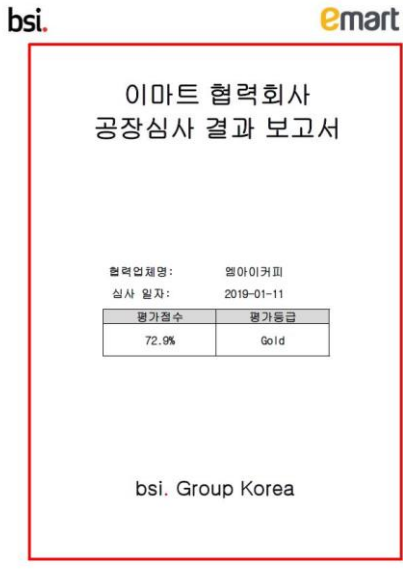 bsi.
emart
이마트 협력회사
공장심사 결과 보고서
협력업체명: 엠아이커피
심사 일자: 2019-01-11
평가점수 평가등급
72.9% Gold
bsi. Group Korea